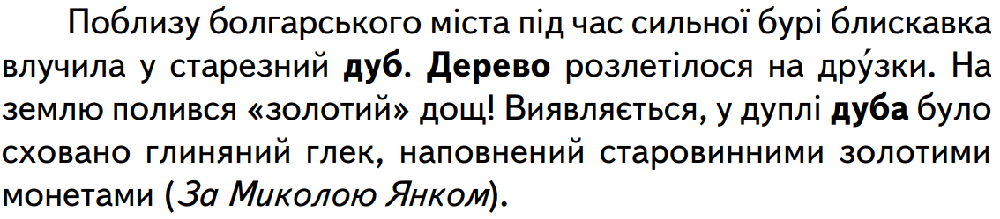 Поблизу болгарського міста під час сильної бурі блискавка
влучила у старезний дуб. Дерево розлетілося на дру́зки. На
землю полився «золотий» дощ! Виявляється, у дуплі дуба було
сховано глиняний глек, наповнений старовинними золотими
монетами (За Миколою Янком).